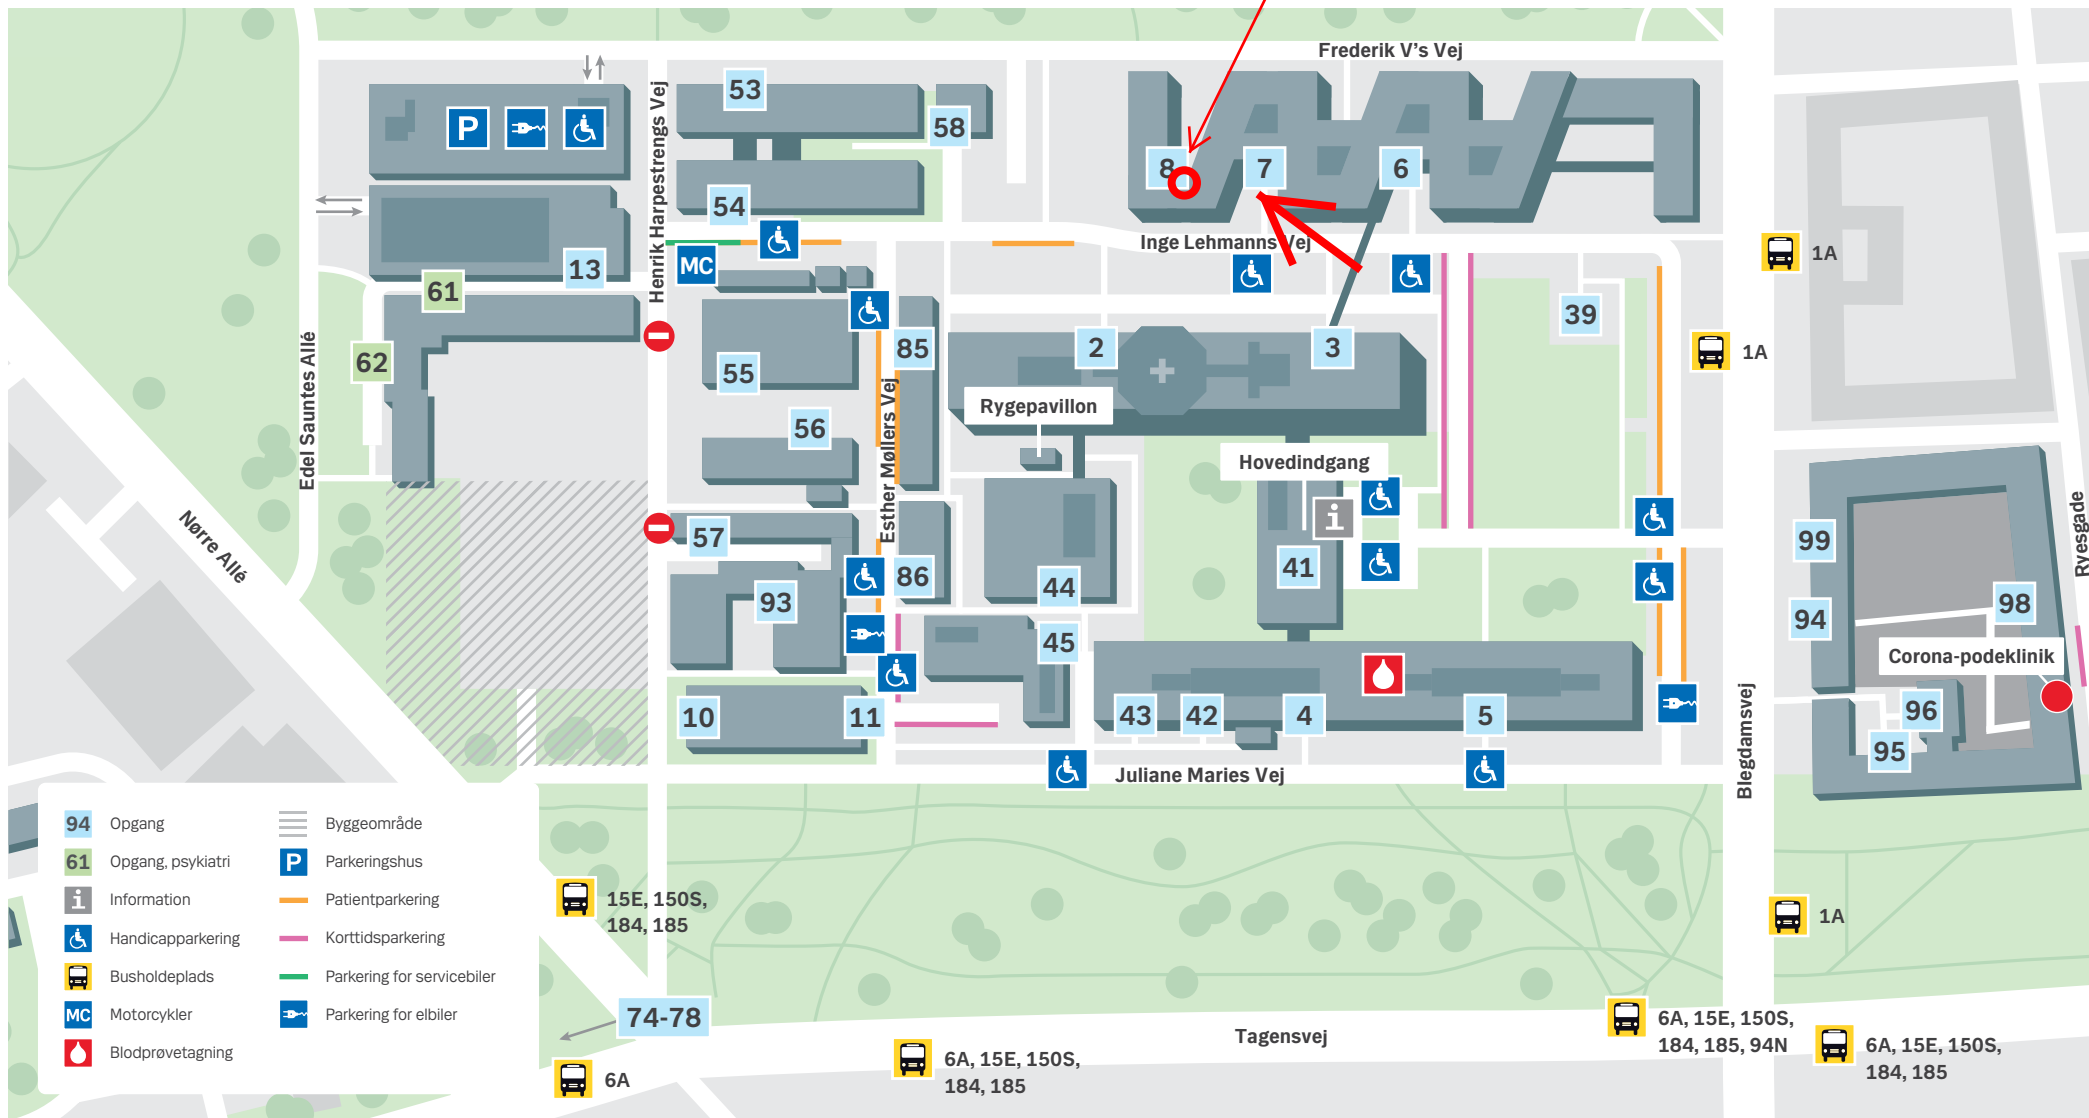 Frederik V's Vej
53
58
P
Henrik Harpestrengs Vej
8
7
6
54
Inge Lehmanns Vej
MC
13
61
1A
39
62
Edel Sauntes Allé
85
2
3
1A
55
Esther Møllers Vej
Rygepavillon
56
Hovedindgang
i
Nørre Allé
57
99
Ryesgade
41
86
44
93
98
94
45
Corona-podeklinik
10
11
43
42
4
5
96
95
Blegdamsvej
Juliane Maries Vej
94 Opgang
61 Opgang, psykiatri
i Information
Handicapparkering
Busholdeplads
MC Motorcykler
Blodprøvetagning
Byggeområde
P Parkeringshus
Patientparkering
Korttidsparkering
Parkering for servicebiler
Parkering for elbiler
15E, 150S,
184, 185
1A
74-78
Tagensvej
6A
6A, 15E, 150S,
184, 185
6A, 15E, 150S,
184, 185, 94N
6A, 15E, 150S,
184, 185